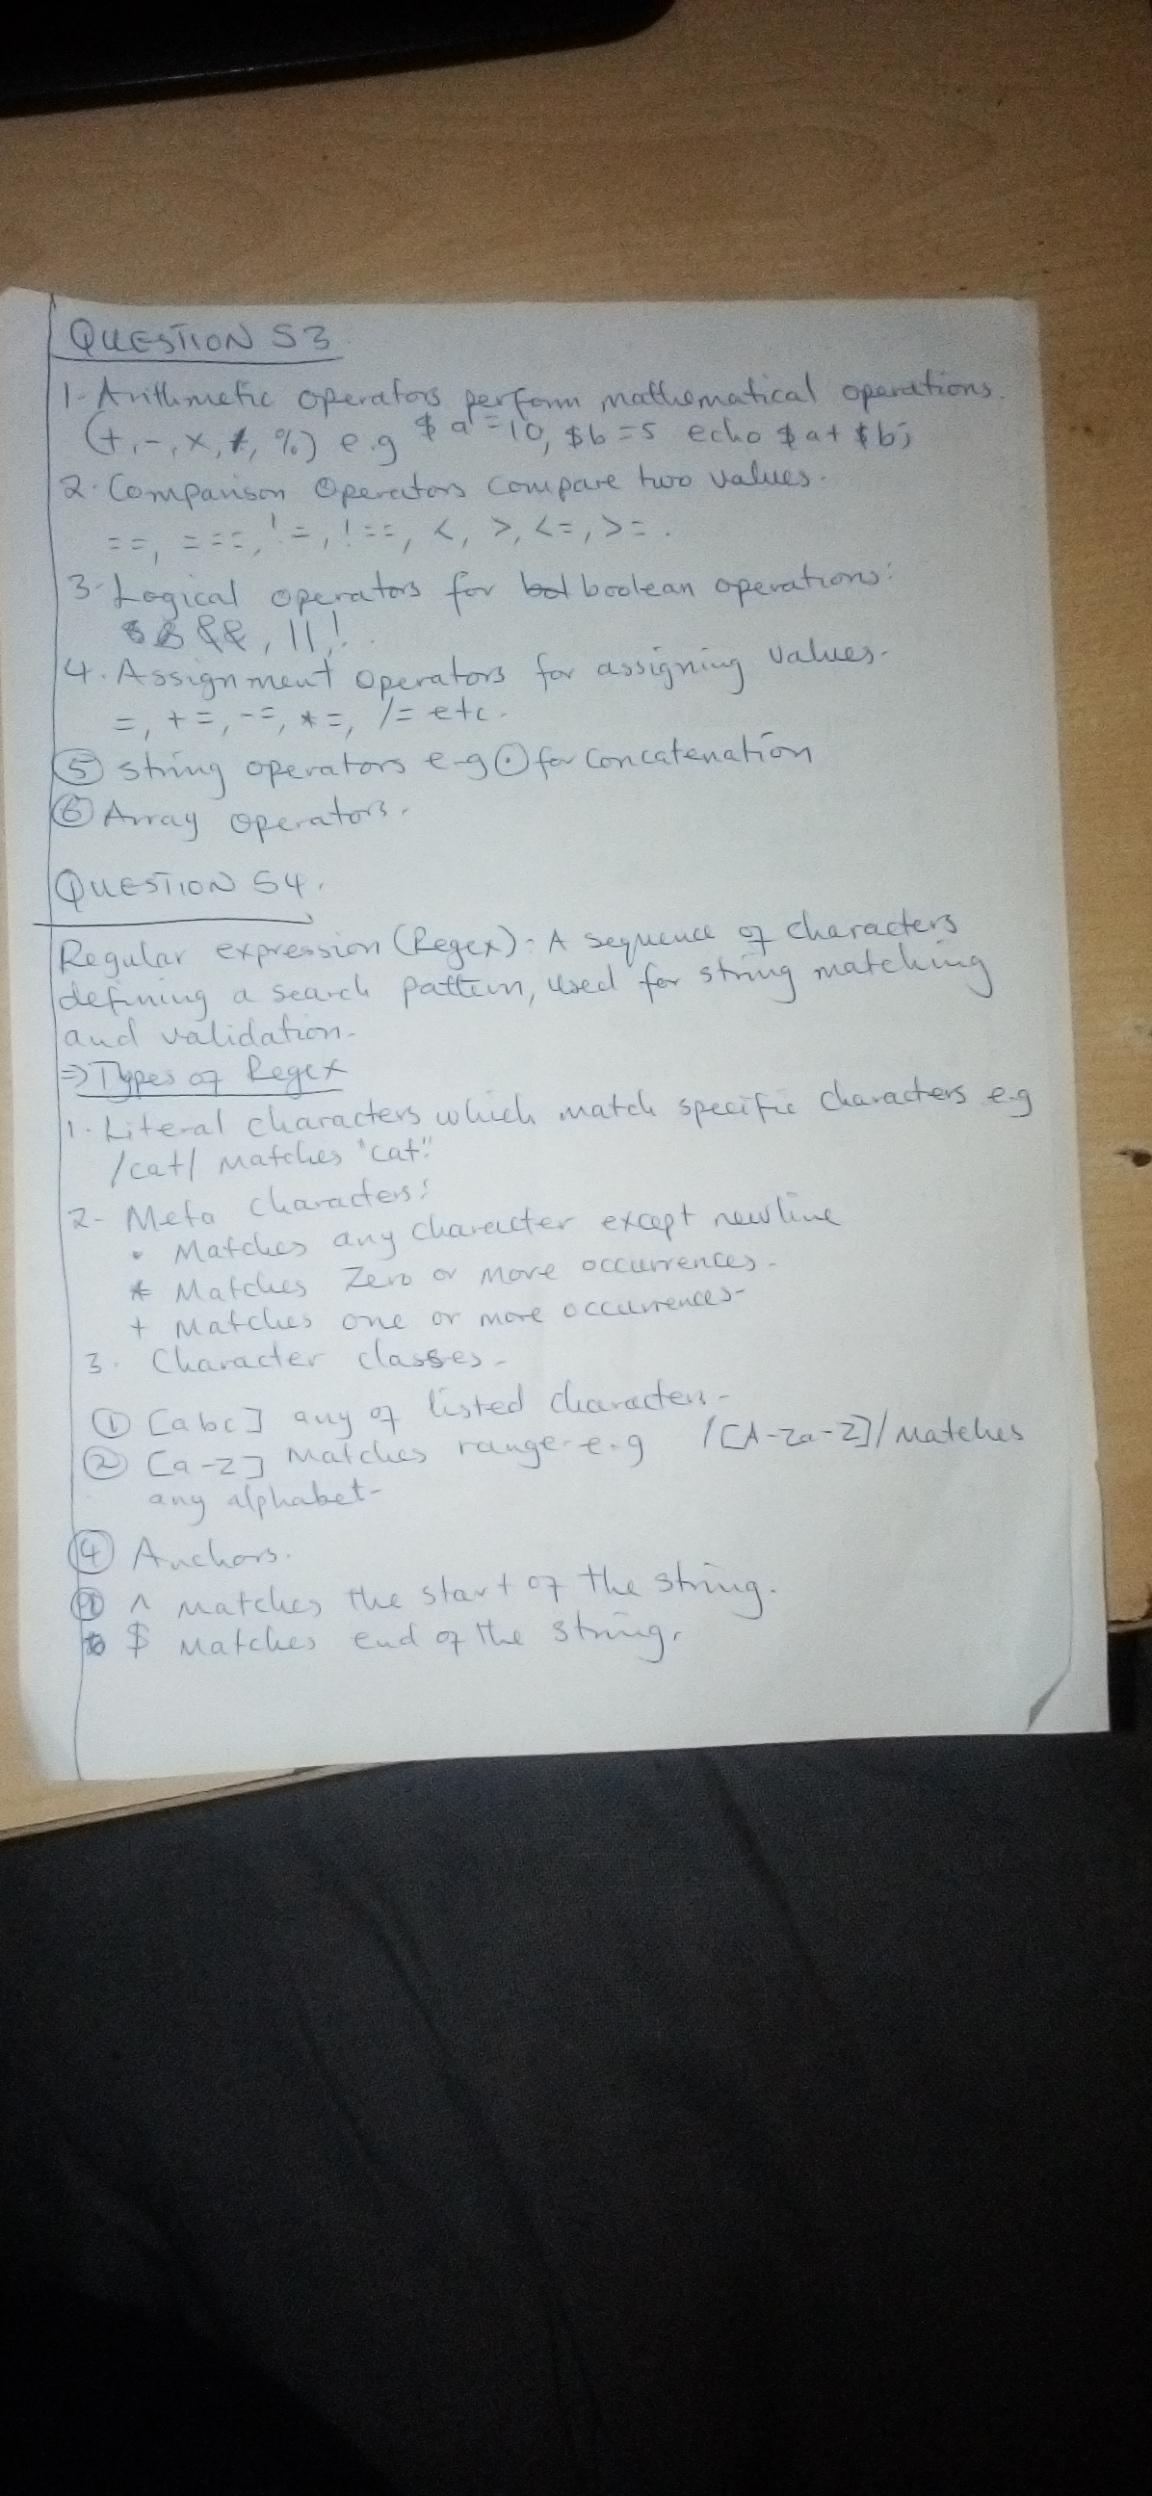 QUESTION 53
1. Arithmetic operators perform mathematical operations.
(+, -, x, %) e.g $a=10, $b=5 echo $a+$b;
2. Comparison Operators compare two values.
==, ===, !=, !==, <, >, <=, >=.
3. Logical operators for boolean operations:
&&, ||, !.
4. Assignment operators for assigning values.
=, +=, -=, *=, /= etc.
⑤ string operators e.g ⊙ for concatenation
⑥ Array operators.
QUESTION 54.
Regular expression (Regex): A sequence of characters
defining a search pattern, used for string matching
and validation.
=> Types of Regex
1. Literal characters which match specific characters e.g
/cat/ matches "cat".
2- Meta characters:
. Matches any character except newline
* Matches Zero or more occurrences.
+ Matches one or more occurrences.
3. Character classes.
① [abc] any of listed characters.
② [a-z] Matches range e.g /[A-Za-z]/ Matches
any alphabet.
④ Anchors.
^ matches the start of the string.
$ Matches end of the string.